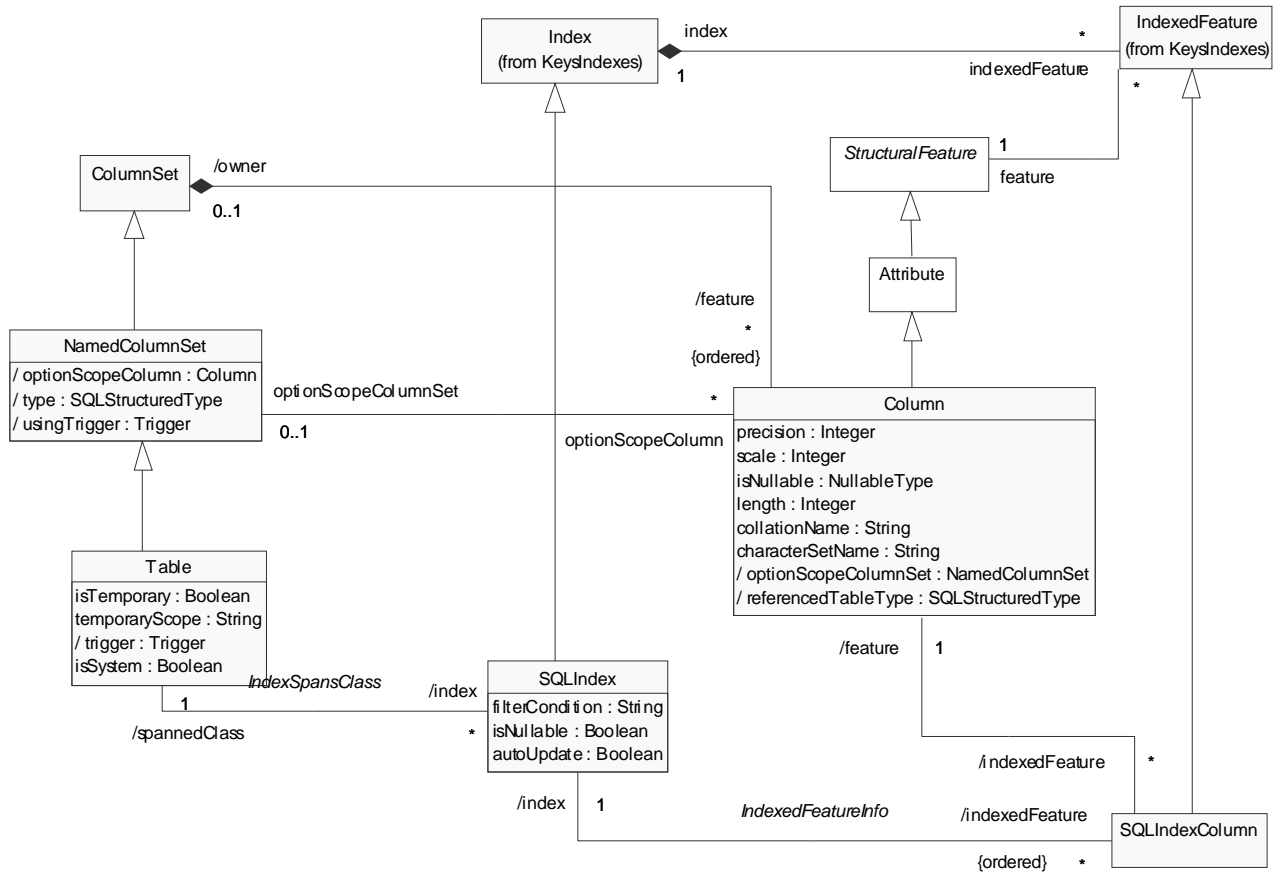 Index
(from KeysIndexes)
index
1
*
indexedFeature
IndexedFeature
(from KeysIndexes)
*
StructuralFeature
1
feature
ColumnSet
/owner
0..1
Attribute
/feature
*
{ordered}
NamedColumnSet
/ optionScopeColumn : Column
/ type : SQLStructuredType
/ usingTrigger : Trigger
optionScopeColumnSet
0..1
*
optionScopeColumn
Column
precision : Integer
scale : Integer
isNullable : NullableType
length : Integer
collationName : String
characterSetName : String
/ optionScopeColumnSet : NamedColumnSet
/ referencedTableType : SQLStructuredType
Table
isTemporary : Boolean
temporaryScope : String
/ trigger : Trigger
isSystem : Boolean
IndexSpansClass
1
/spannedClass
/index
*
SQLIndex
filterCondition : String
isNullable : Boolean
autoUpdate : Boolean
/feature
1
/indexedFeature
*
/index
1
IndexedFeatureInfo
/indexedFeature
{ordered}
*
SQLIndexColumn